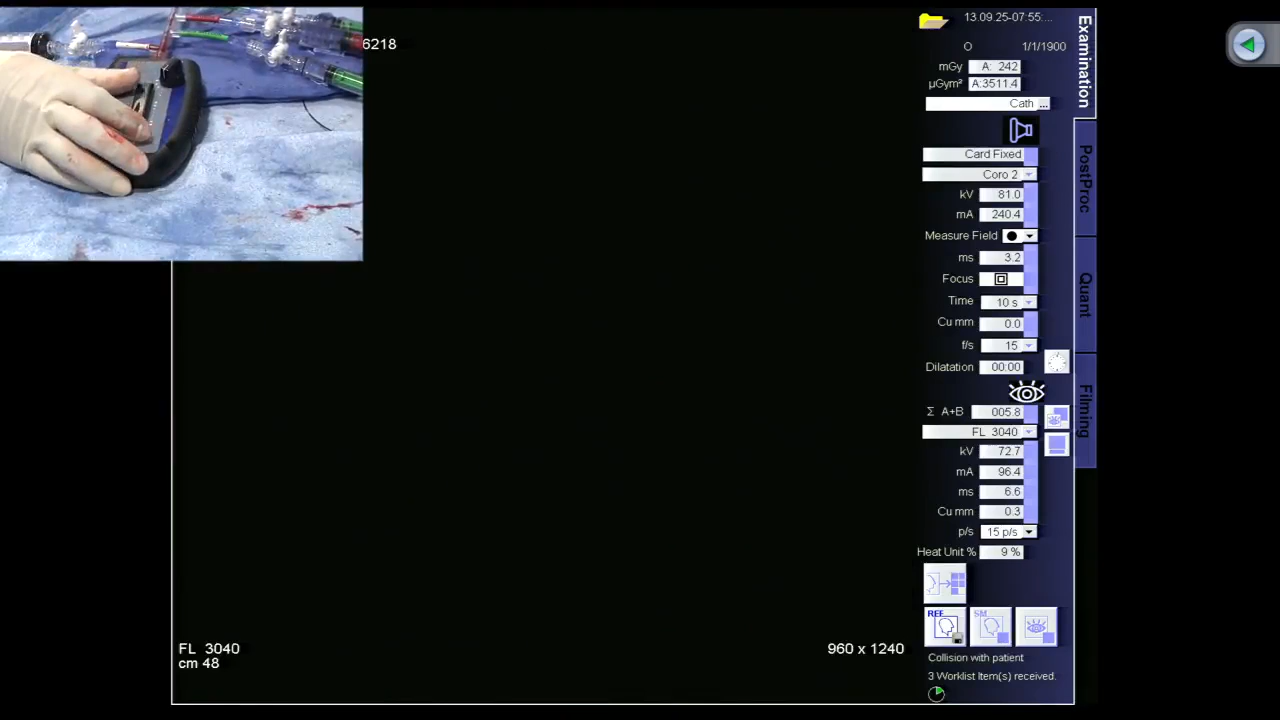 6218
13.09.25-07:55:...
O 1/1/1900
mGy A: 242
µGym² A:3511.4
Cath ...
Card Fixed
Coro 2
kV 81.0
mA 240.4
Measure Field
ms 3.2
Focus
Time 10 s
Cu mm 0.0
f/s 15
Dilatation 00:00
Σ A+B 005.8
FL 3040
kV 72.7
mA 96.4
ms 6.6
Cu mm 0.3
p/s 15 p/s
Heat Unit % 9 %
REF SM
Collision with patient
3 Worklist Item(s) received.
Examination
PostProc
Quant
Filming
FL 3040
cm 48
960 x 1240